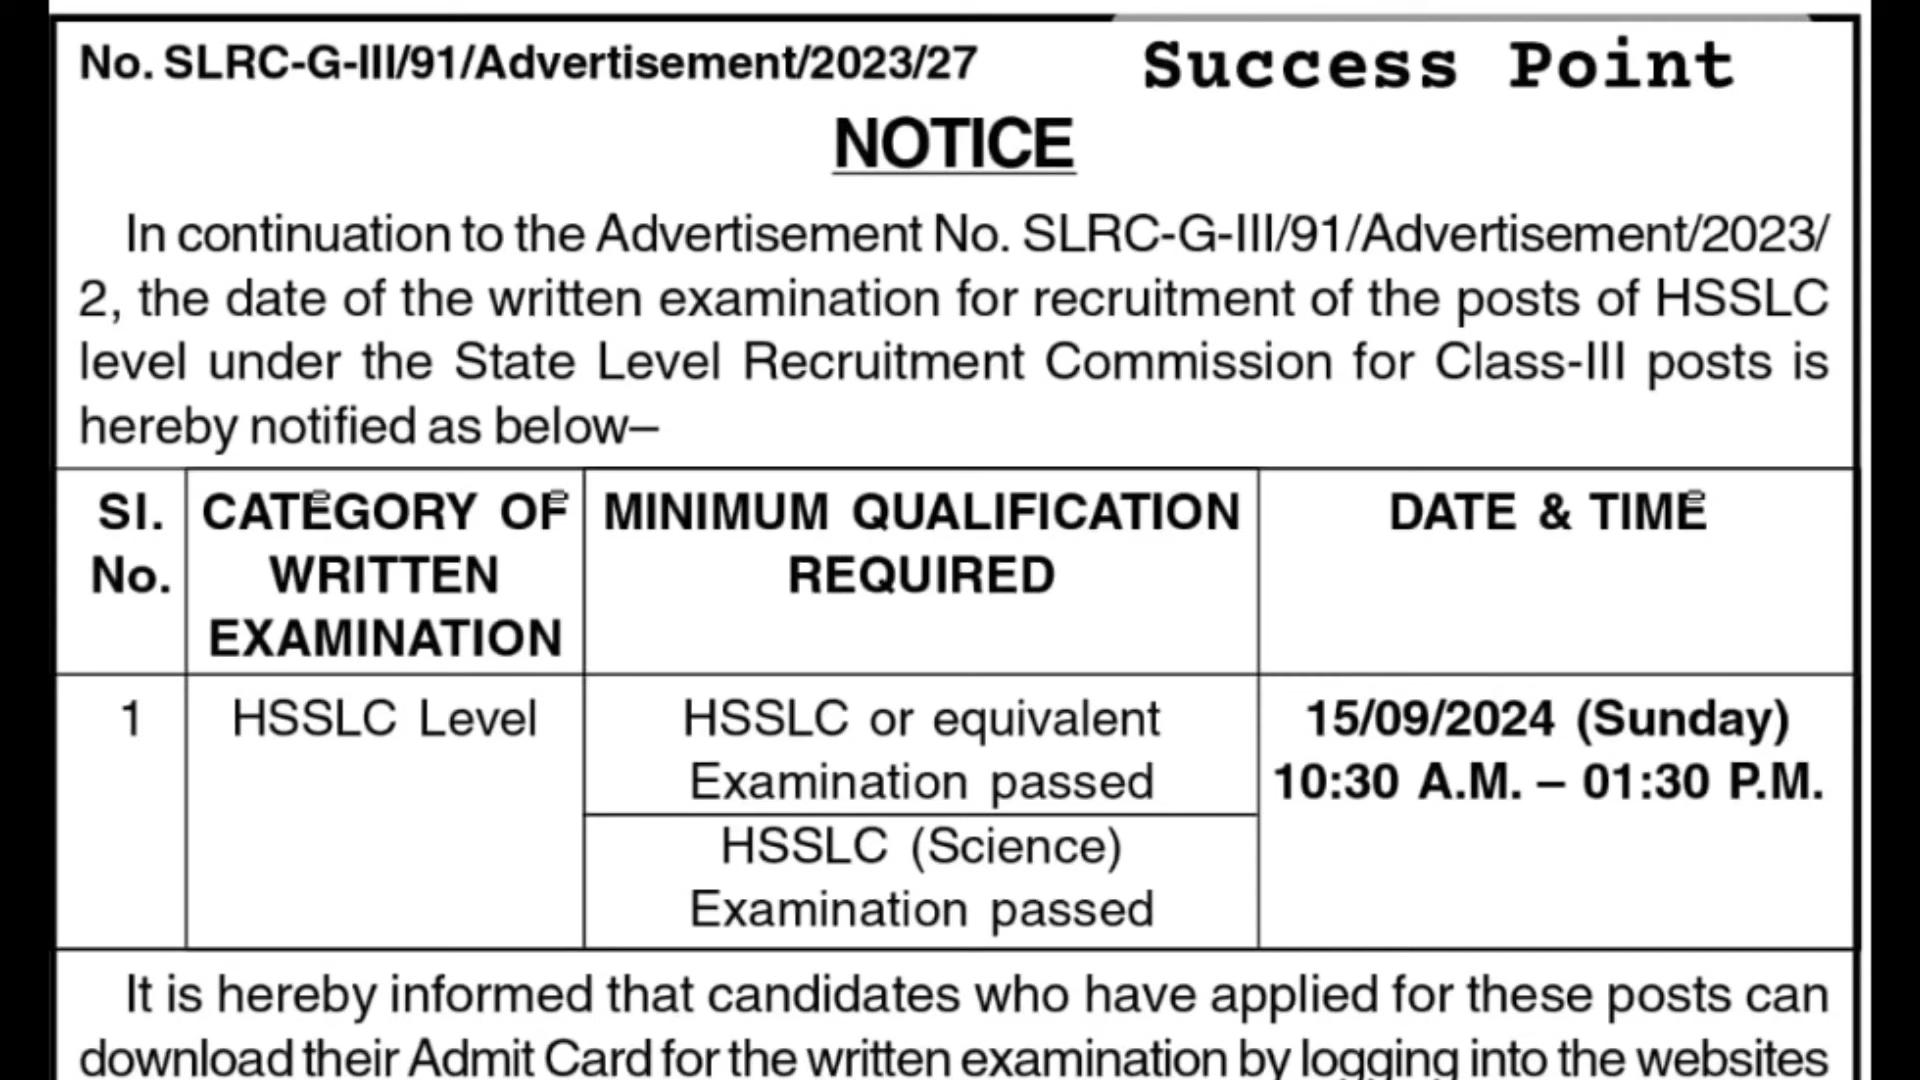 No. SLRC-G-III/91/Advertisement/2023/27
Success Point
NOTICE
In continuation to the Advertisement No. SLRC-G-III/91/Advertisement/2023/
2, the date of the written examination for recruitment of the posts of HSSLC
level under the State Level Recruitment Commission for Class-III posts is
hereby notified as below–
Sl.
No.
CATEGORY OF
WRITTEN
EXAMINATION
MINIMUM QUALIFICATION
REQUIRED
DATE & TIME
1
HSSLC Level
HSSLC or equivalent
Examination passed
HSSLC (Science)
Examination passed
15/09/2024 (Sunday)
10:30 A.M. – 01:30 P.M.
It is hereby informed that candidates who have applied for these posts can
download their Admit Card for the written examination by logging into the websites